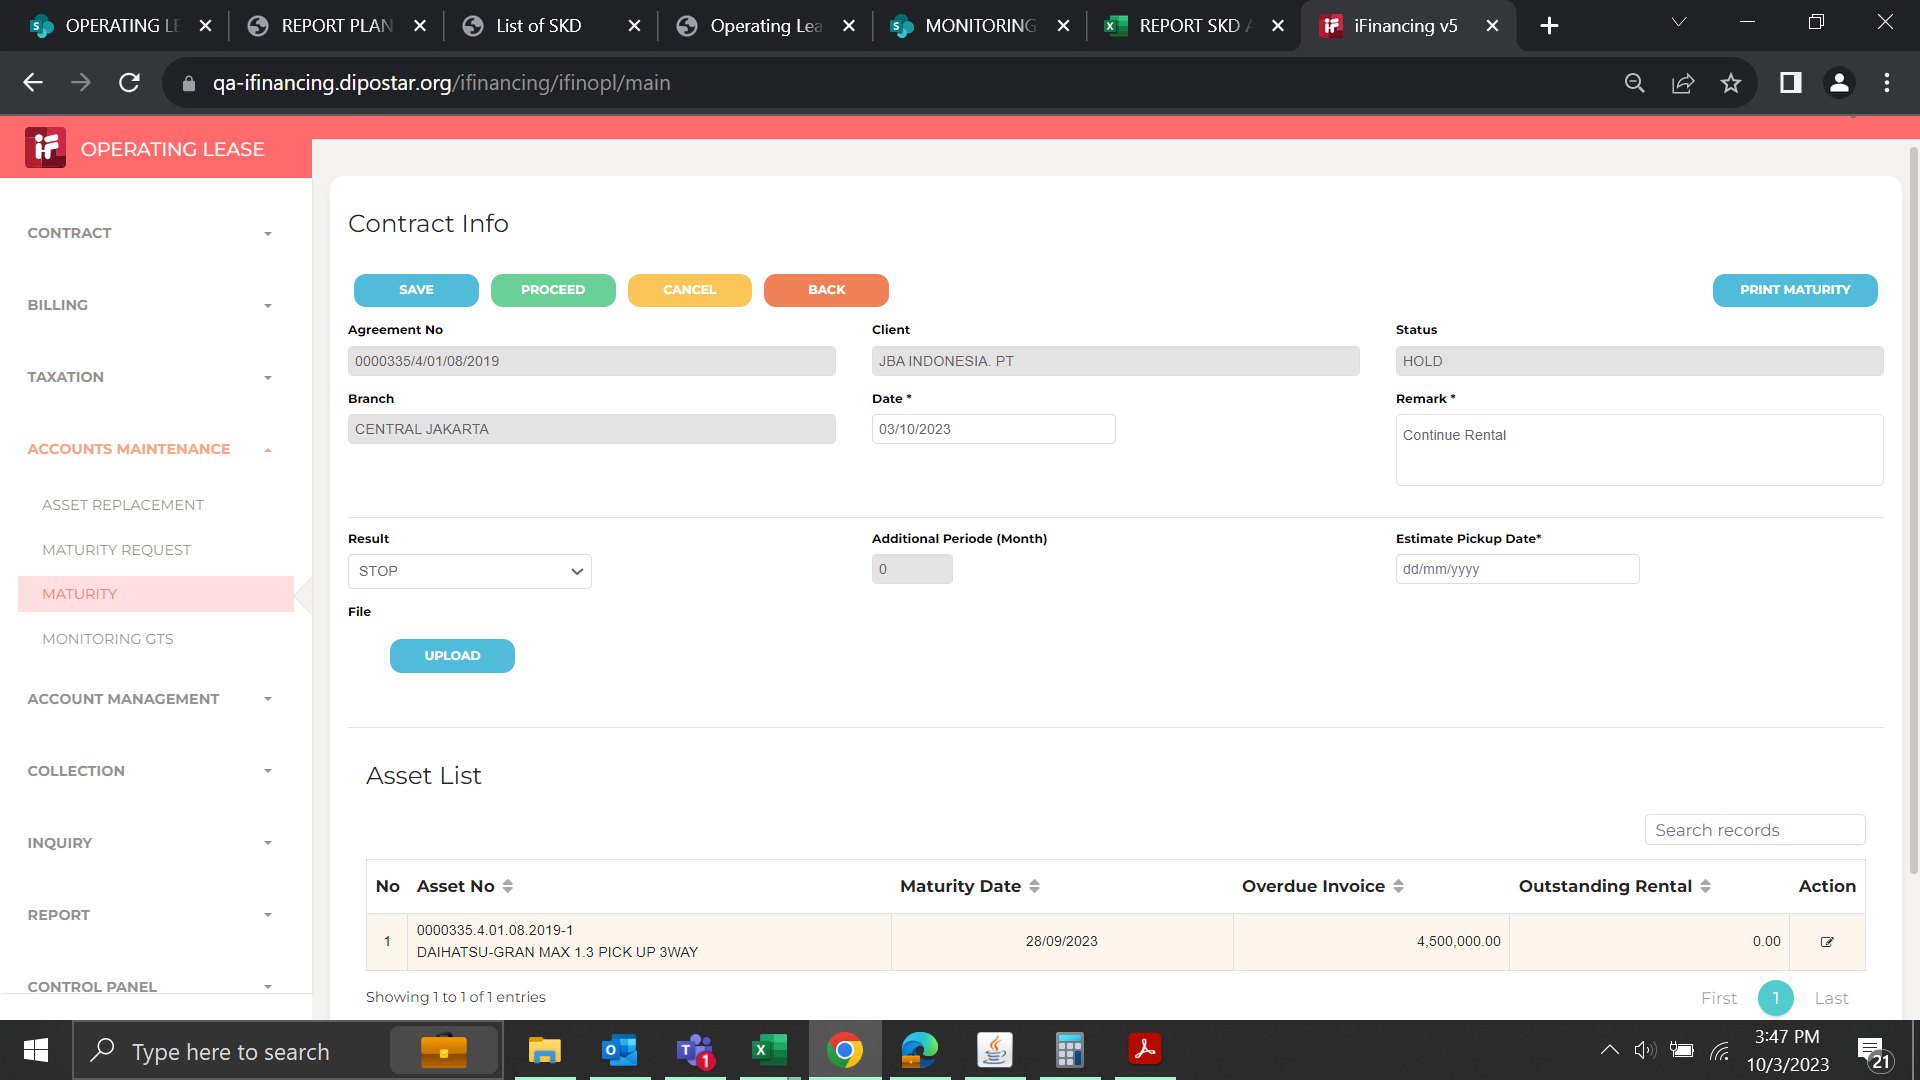 OPERATING LE
REPORT PLAN
List of SKD
Operating Lea
MONITORING
REPORT SKD A
iFinancing v5
qa-ifinancing.dipostar.org/ifinancing/ifinopl/main
iF OPERATING LEASE
CONTRACT
BILLING
TAXATION
ACCOUNTS MAINTENANCE
ASSET REPLACEMENT
MATURITY REQUEST
MATURITY
MONITORING GTS
ACCOUNT MANAGEMENT
COLLECTION
INQUIRY
REPORT
CONTROL PANEL
Contract Info
SAVE PROCEED CANCEL BACK PRINT MATURITY
Agreement No Client Status
0000335/4/01/08/2019 JBA INDONESIA. PT HOLD
Branch Date * Remark *
CENTRAL JAKARTA 03/10/2023 Continue Rental
Result Additional Periode (Month) Estimate Pickup Date*
STOP 0 dd/mm/yyyy
File
UPLOAD
Asset List
Search records
No Asset No Maturity Date Overdue Invoice Outstanding Rental Action
1 0000335.4.01.08.2019-1 28/09/2023 4,500,000.00 0.00
DAIHATSU-GRAN MAX 1.3 PICK UP 3WAY
Showing 1 to 1 of 1 entries
First 1 Last
Type here to search
1
3:47 PM
10/3/2023
21